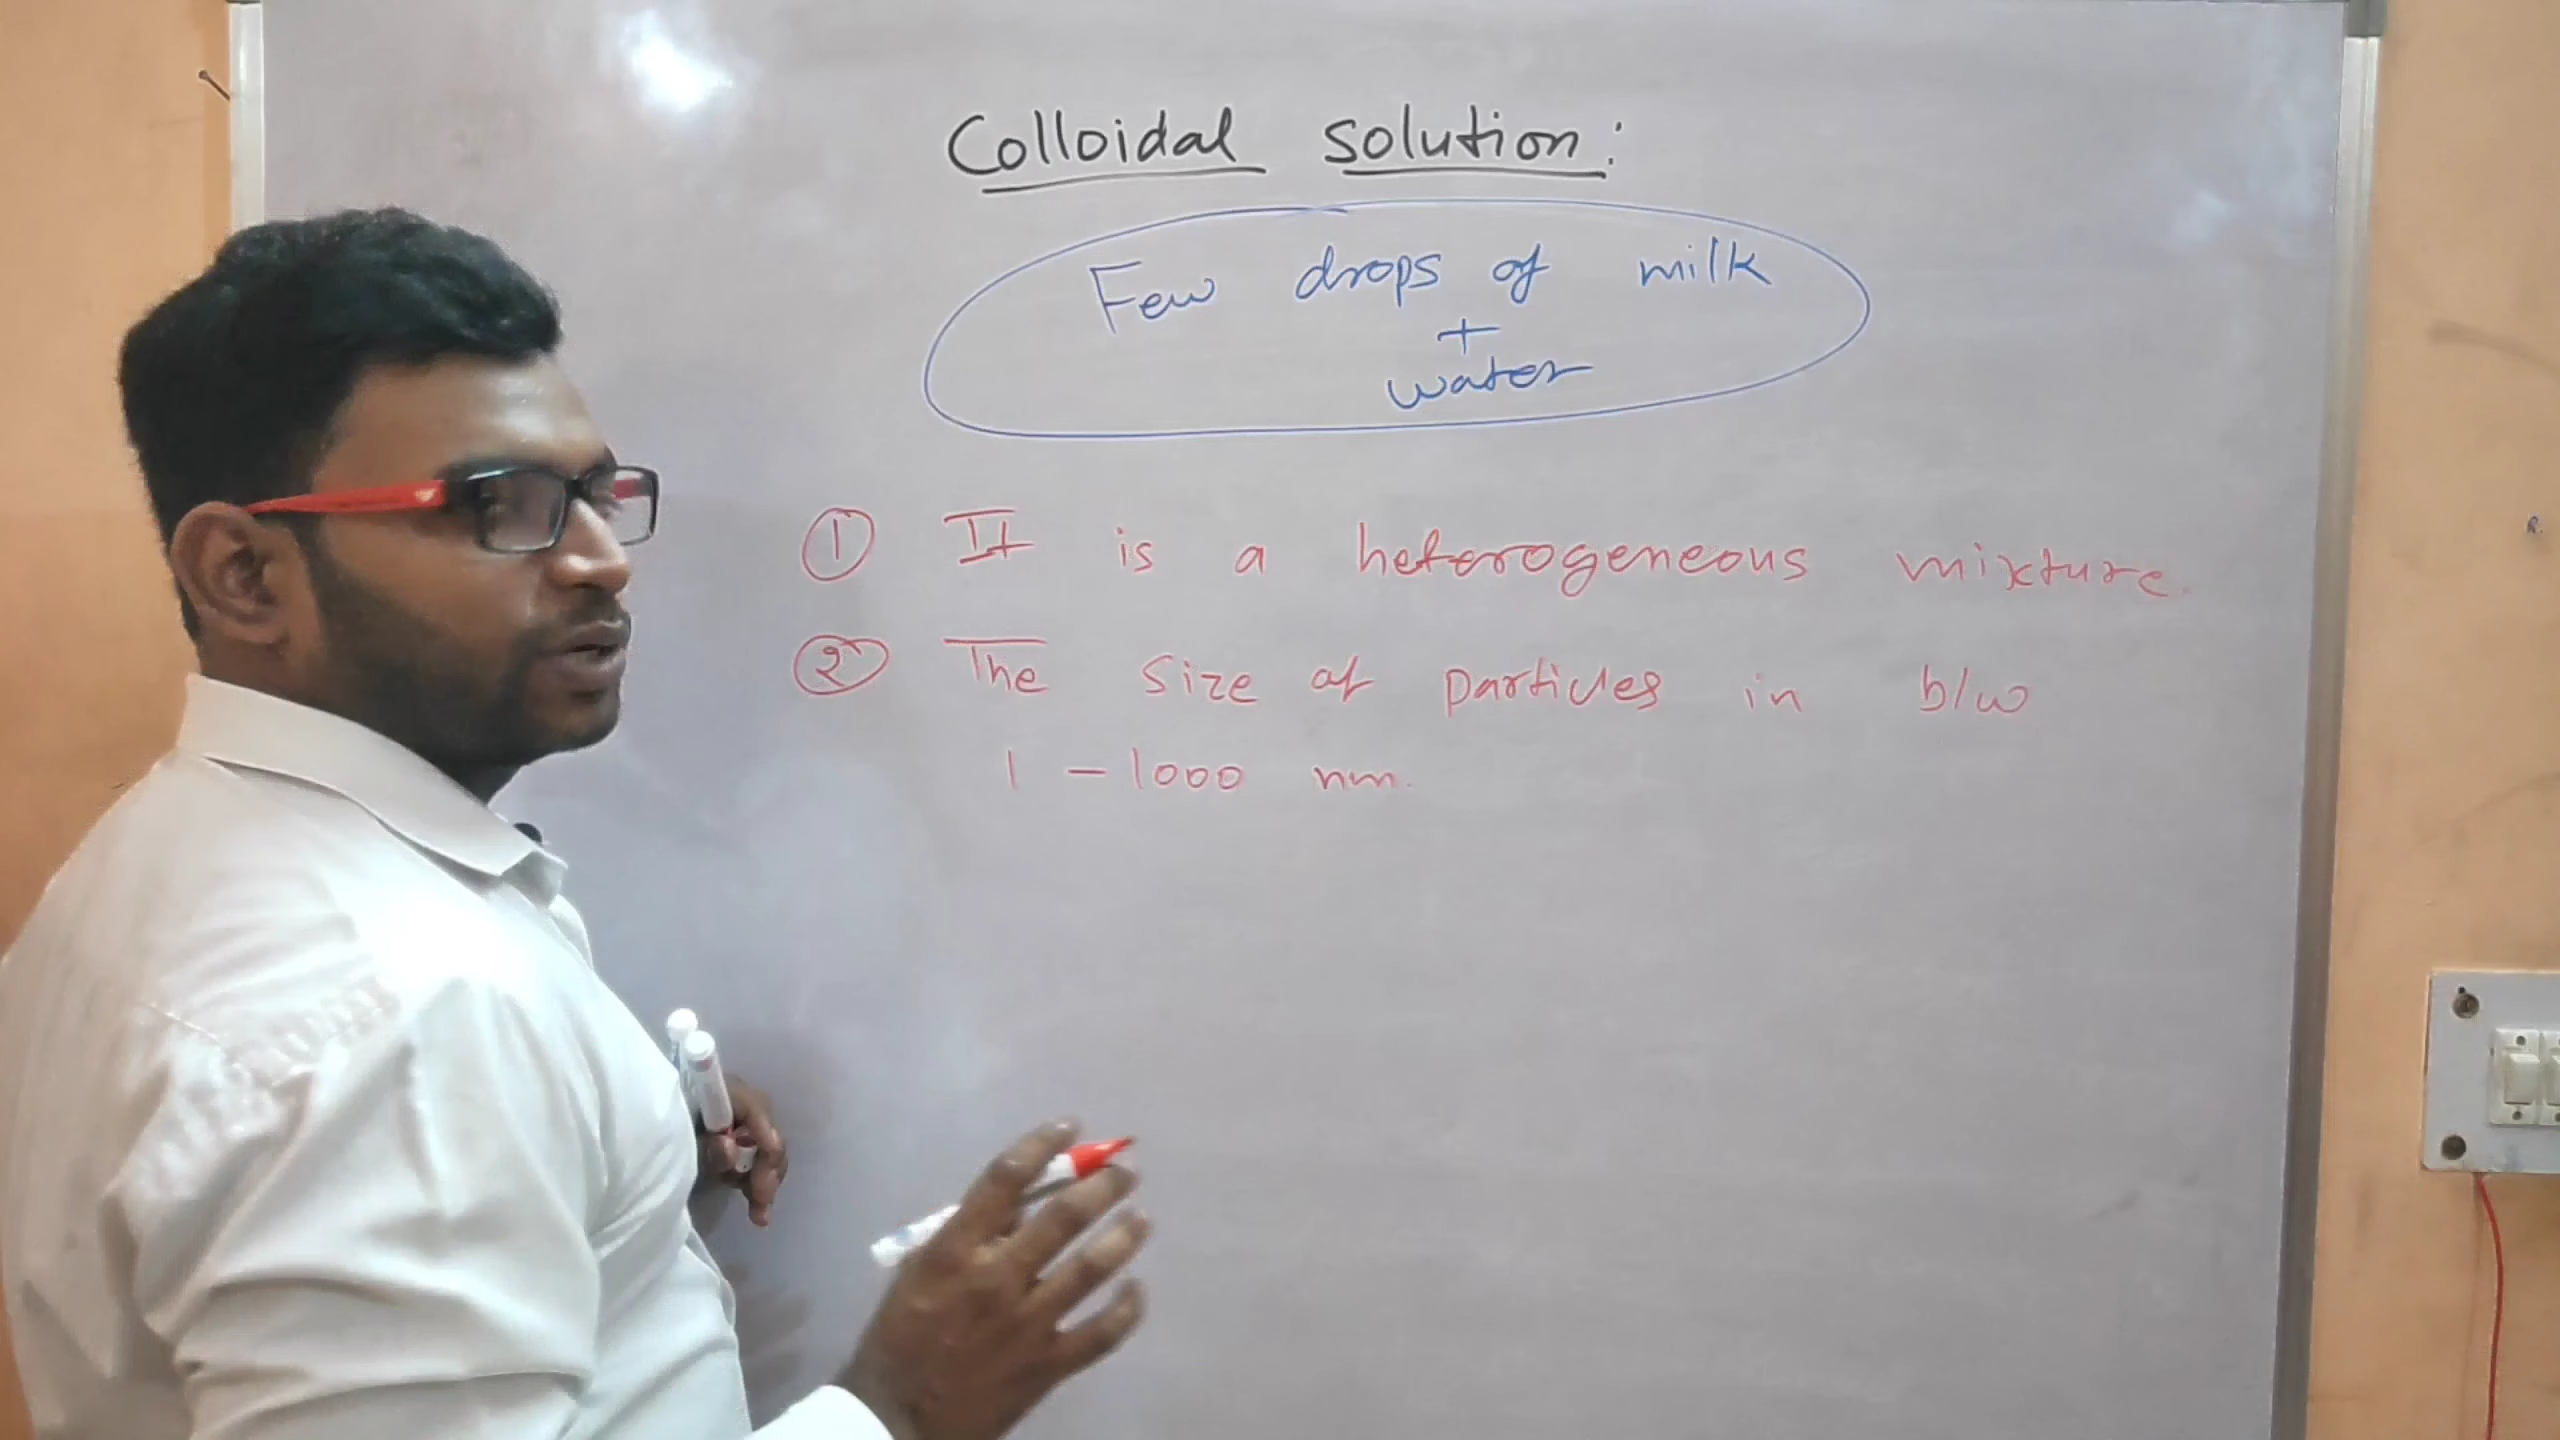 Colloidal solution:
Few drops of milk
+
water
① It is a heterogeneous mixture.
② The size of particles in b/w
1 - 1000 nm.
R.